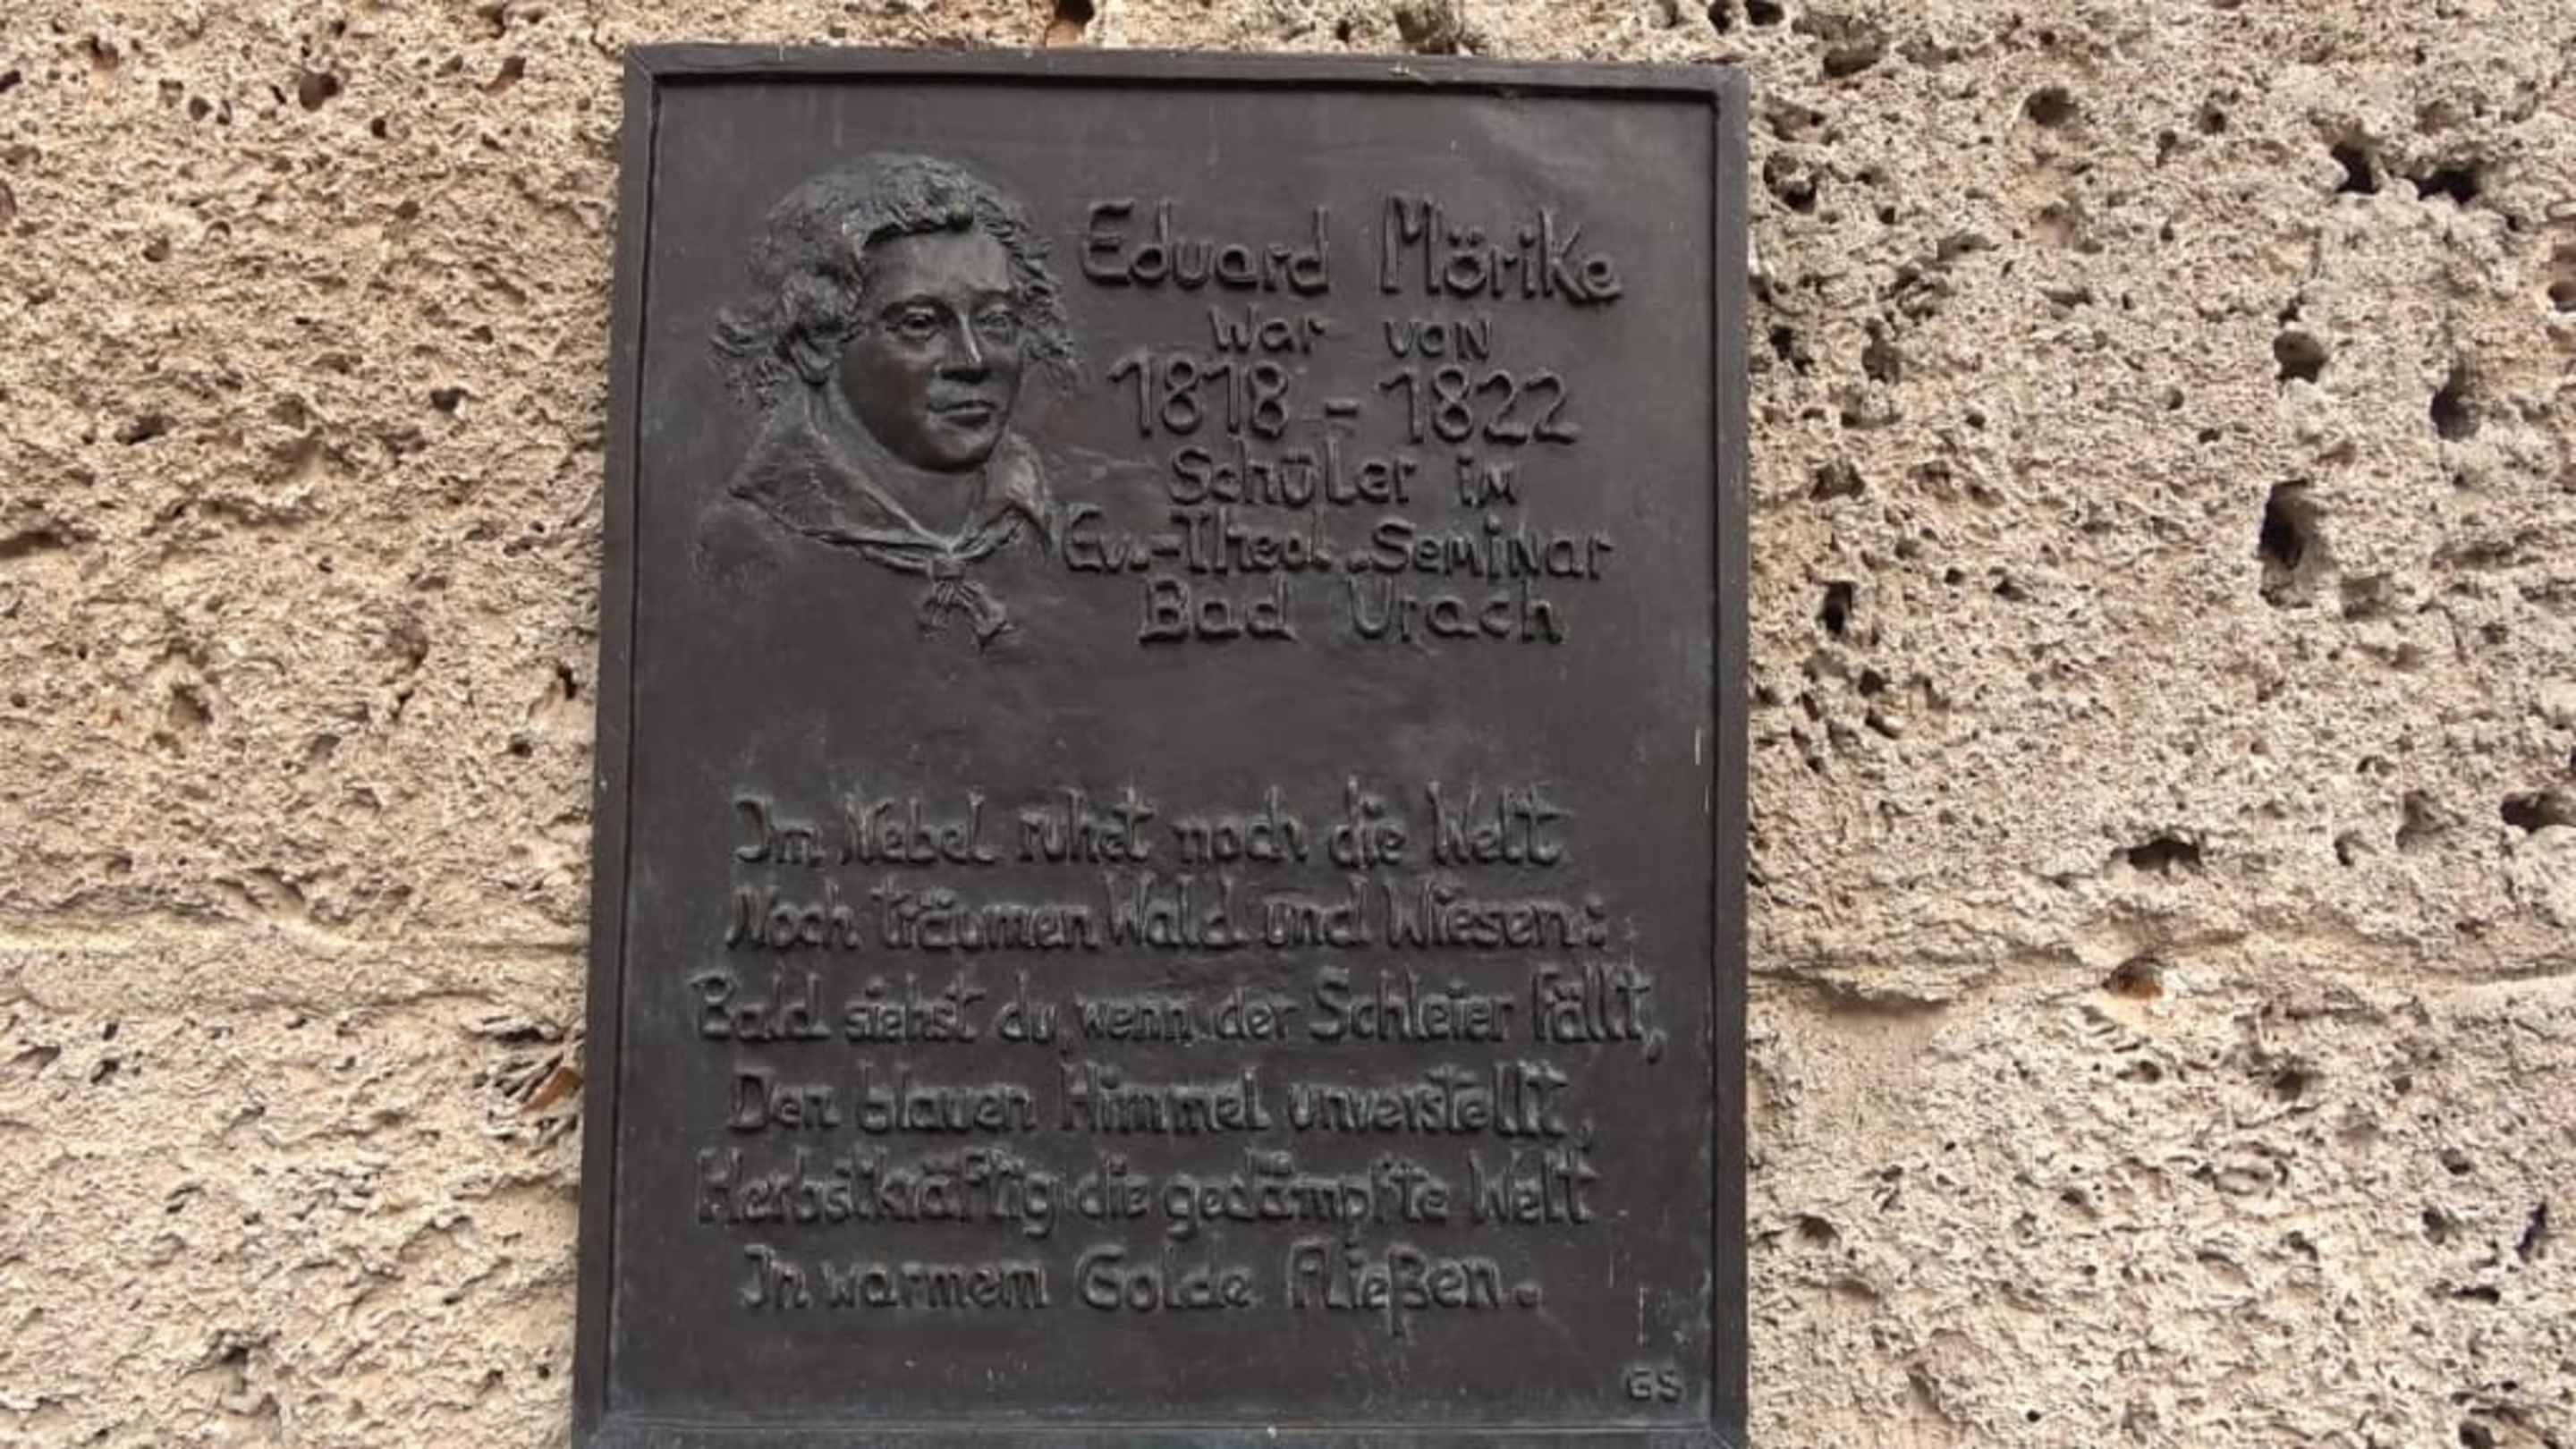 Eduard Mörike
war von
1818 - 1822
Schüler im
Ev.-Theol.-Seminar
Bad Urach
Im Nebel ruhet noch die Welt
Noch träumen Wald und Wiesen:
Bald siehst du, wenn der Schleier fällt,
Den blauen Himmel unverstellt,
Herbstkräftig die gedämpfte Welt
In warmem Golde fließen.
GS